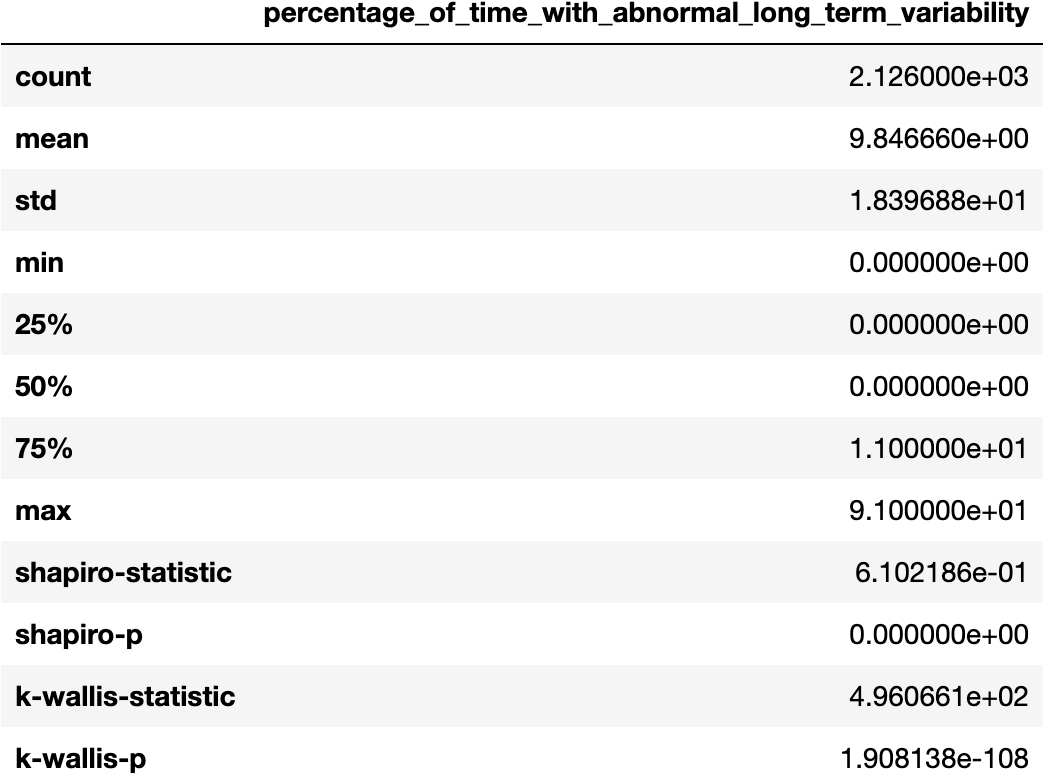 percentage_of_time_with_abnormal_long_term_variability
count 2.126000e+03
mean 9.846660e+00
std 1.839688e+01
min 0.000000e+00
25% 0.000000e+00
50% 0.000000e+00
75% 1.100000e+01
max 9.100000e+01
shapiro-statistic 6.102186e-01
shapiro-p 0.000000e+00
k-wallis-statistic 4.960661e+02
k-wallis-p 1.908138e-108